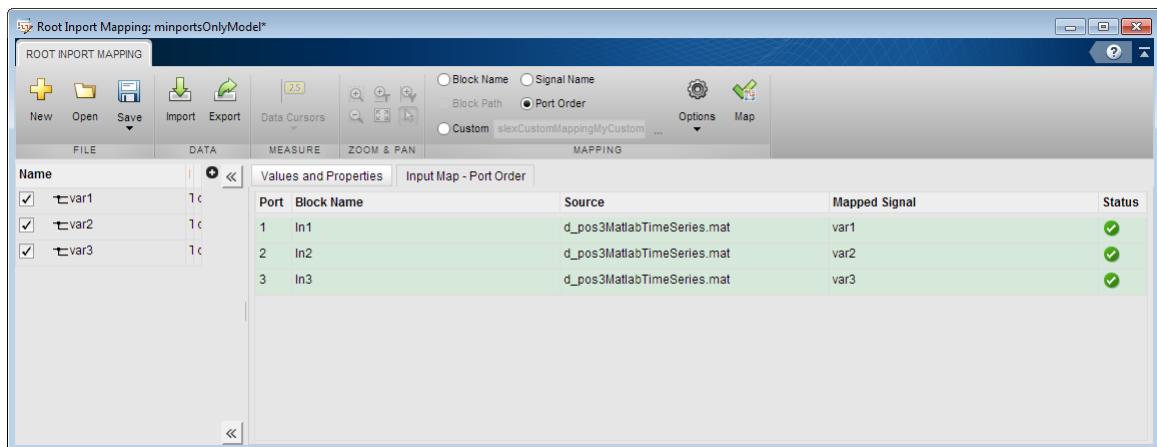 Root Inport Mapping: minportsOnlyModel*
ROOT INPORT MAPPING
?
Block Name Signal Name
2.5
Block Path Port Order
New Open Save Import Export Data Cursors Options Map
Custom slexCustomMappingMyCustom ...
FILE DATA MEASURE ZOOM & PAN MAPPING
Name
Values and Properties Input Map - Port Order
var1
var2
var3
Port Block Name Source Mapped Signal Status
1 In1 d_pos3MatlabTimeSeries.mat var1
2 In2 d_pos3MatlabTimeSeries.mat var2
3 In3 d_pos3MatlabTimeSeries.mat var3